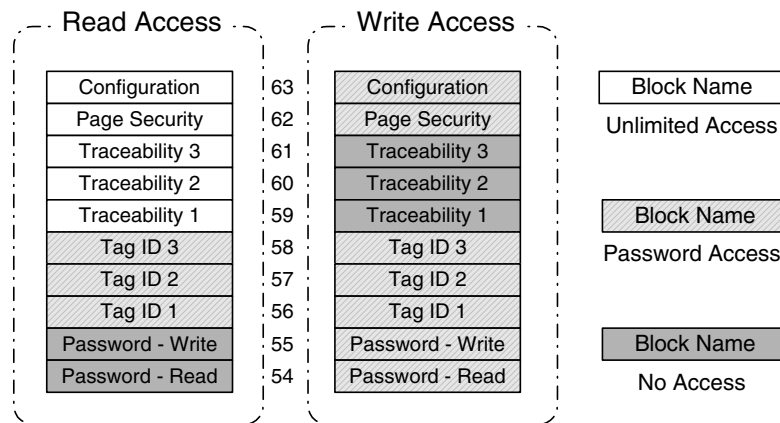 Read Access
Write Access
Configuration 63 Configuration
Page Security 62 Page Security
Traceability 3 61 Traceability 3
Traceability 2 60 Traceability 2
Traceability 1 59 Traceability 1
Tag ID 3 58 Tag ID 3
Tag ID 2 57 Tag ID 2
Tag ID 1 56 Tag ID 1
Password - Write 55 Password - Write
Password - Read 54 Password - Read
Block Name
Unlimited Access
Block Name
Password Access
Block Name
No Access